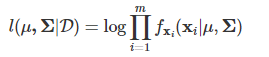 l(μ, Σ|𝒟) = log ∏_{i=1}^{m} f_{𝐱_i}(𝐱_i|μ, Σ)